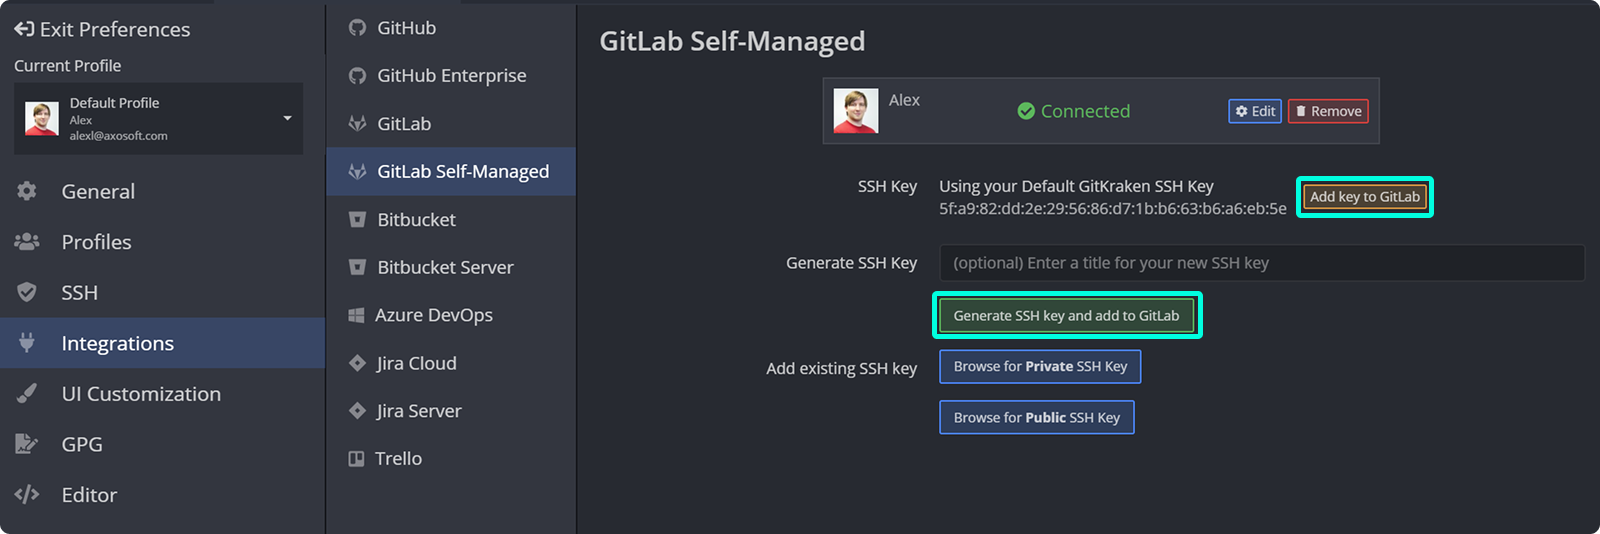 Exit Preferences
Current Profile
Default Profile
Alex
alexl@axosoft.com
General
Profiles
SSH
Integrations
UI Customization
GPG
Editor
GitHub
GitHub Enterprise
GitLab
GitLab Self-Managed
Bitbucket
Bitbucket Server
Azure DevOps
Jira Cloud
Jira Server
Trello
GitLab Self-Managed
Alex
Connected
Edit
Remove
SSH Key
Using your Default GitKraken SSH Key
5f:a9:82:dd:2e:29:56:86:d7:1b:b6:63:b6:a6:eb:5e
Add key to GitLab
Generate SSH Key
(optional) Enter a title for your new SSH key
Generate SSH key and add to GitLab
Add existing SSH key
Browse for Private SSH Key
Browse for Public SSH Key